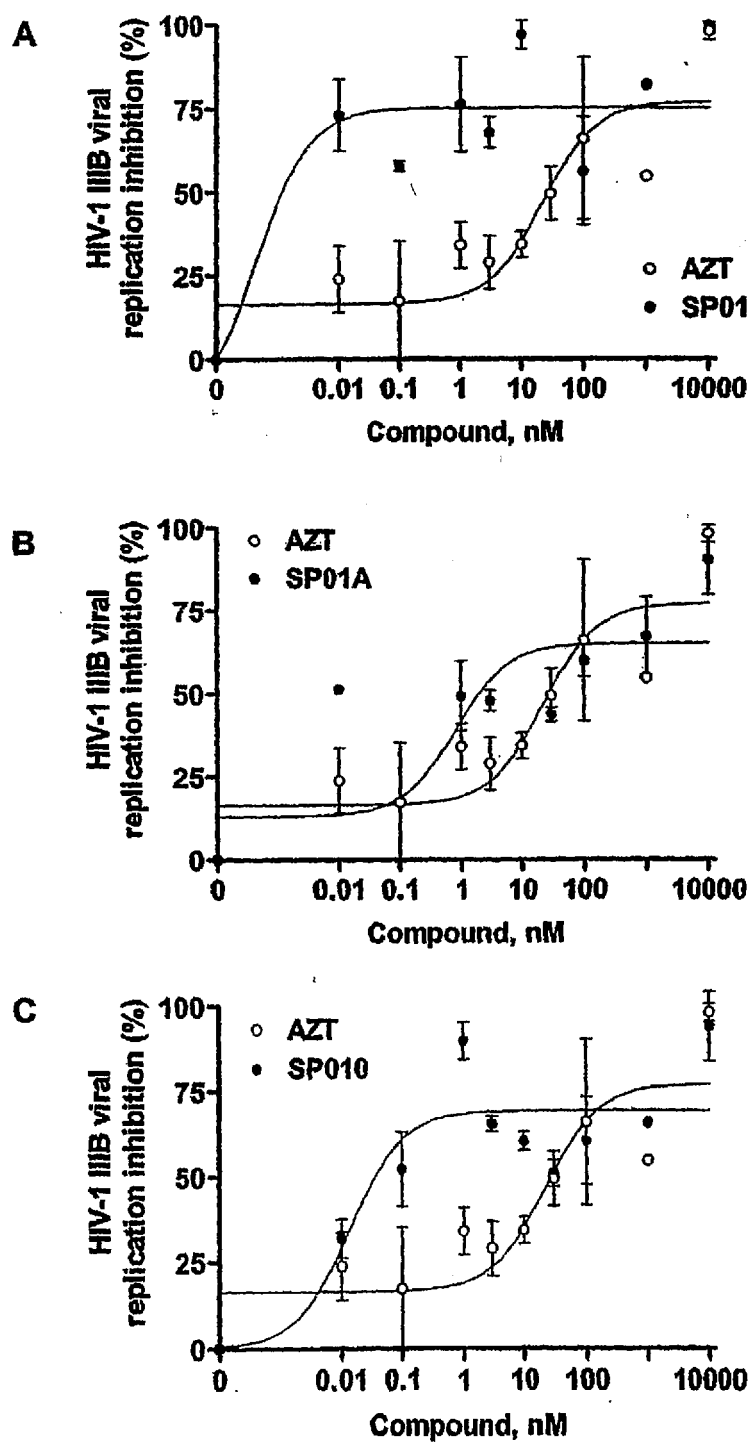 A
HIV-1 IIIB viral
replication inhibition (%)
100
75
50
25
0
AZT
SP01
0 0.01 0.1 1 10 100 10000
Compound, nM
B
HIV-1 IIIB viral
replication inhibition (%)
100
75
50
25
0
AZT
SP01A
0 0.01 0.1 1 10 100 10000
Compound, nM
C
HIV-1 IIIB viral
replication inhibition (%)
100
75
50
25
0
AZT
SP010
0 0.01 0.1 1 10 100 10000
Compound, nM